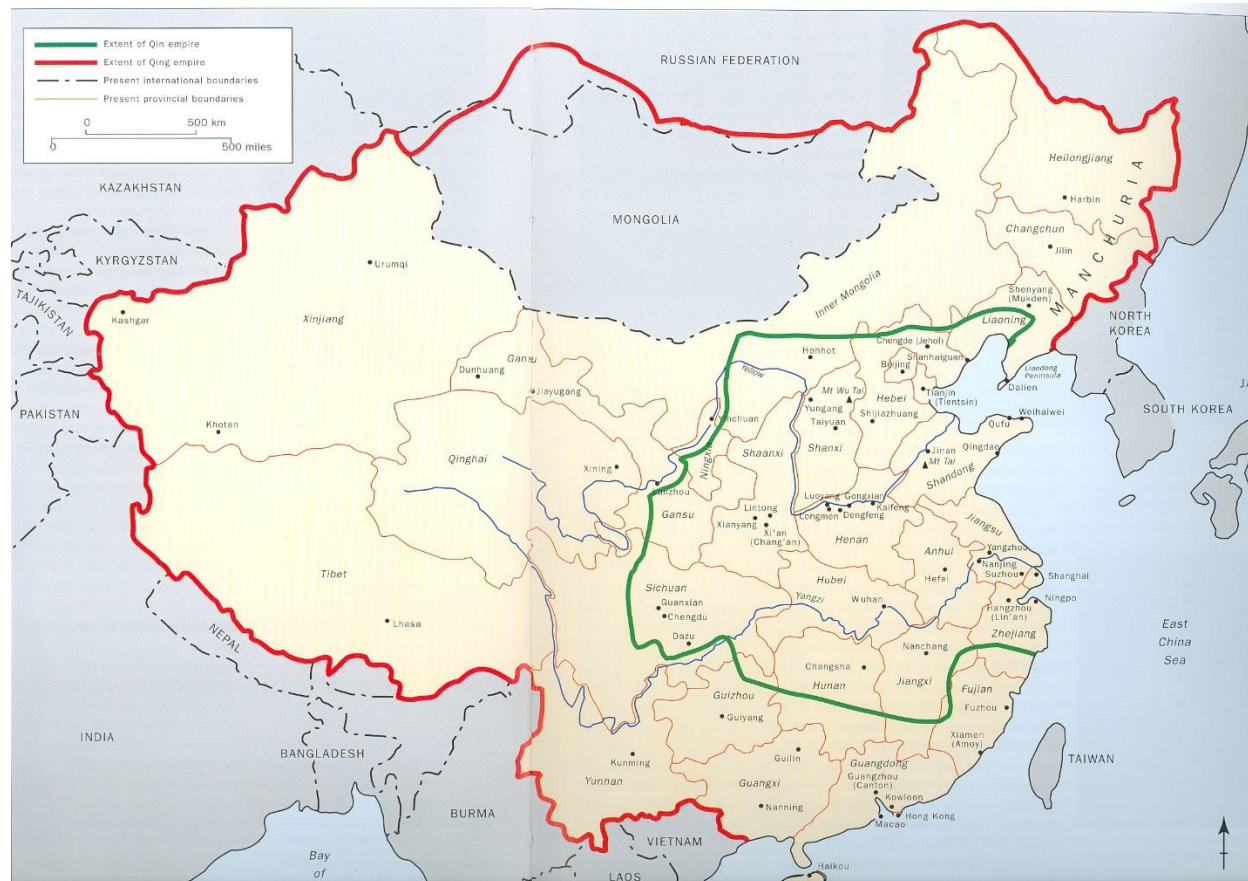 Extent of Qin empire
Extent of Qing empire
Present international boundaries
Present provincial boundaries
0 500 km
0 500 miles
RUSSIAN FEDERATION
KAZAKHSTAN
MONGOLIA
Heilongjiang
Harbin
Changchun
Jilin
MANCHURIA
KYRGYZSTAN
Urumqi
TAJIKISTAN
Kashgar
Xinjiang
Inner Mongolia
Shenyang
(Mukden)
Liaoning
NORTH
KOREA
Gansu
Dunhuang
Jiayugang
Hohhot
Chengde (Jehol)
Shanhaiguan
Beijing
Liaodong
Peninsula
Dalien
Yellow
Mt Wu Tai
Hebei
Tianjin
(Tientsin)
PAKISTAN
Khotan
Yinchuan
Yungang
Taiyuan
Shijiazhuang
Weihaiwei
Qufu
SOUTH KOREA
JA
Qinghai
Xining
Ningxia
Shaanxi
Shanxi
Jinan
Mt Tai
Qingdao
Shandong
Lanzhou
Gansu
Lintong
Xianyang
Xi'an
(Chang'an)
Luoyang
Gongxian
Longmen
Dengfeng
Kaifeng
Henan
Jiangsu
Anhui
Hefei
Yangzhou
Nanjing
Suzhou
Shanghai
Tibet
Lhasa
Sichuan
Guanxian
Chengdu
Dazu
Hubei
Yangzi
Wuhan
Hangzhou
(Lin'an)
Ningpo
Zhejiang
East
China
Sea
NEPAL
Changsha
Hunan
Nanchang
Jiangxi
Fujian
Fuzhou
Guizhou
Guiyang
INDIA
BANGLADESH
Xiamen
(Amoy)
TAIWAN
Kunming
Yunnan
Guilin
Guangxi
Nanning
Guangdong
Guangzhou
(Canton)
Kowloon
Hong Kong
Macao
BURMA
VIETNAM
LAOS
Haikou
Bay
of